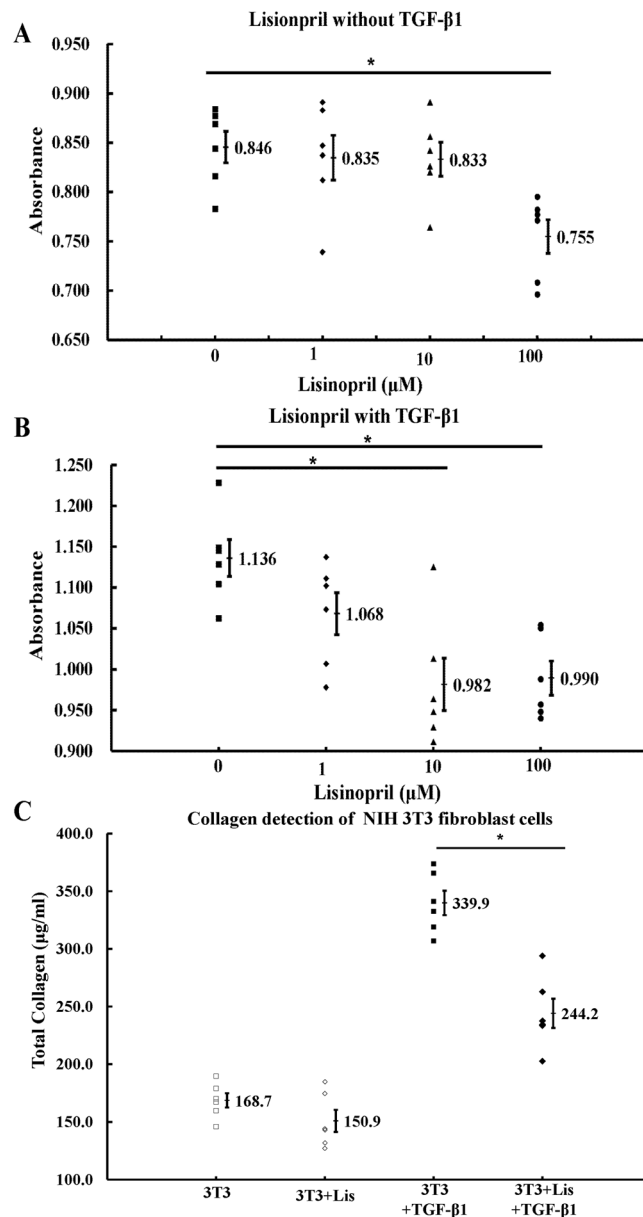 A
Lisionpril without TGF-β1
0.950
*
0.900
0.850
0.846
0.835
0.833
0.800
0.755
0.750
0.700
0.650
Absorbance
0
1
10
100
Lisinopril (μM)
B
Lisionpril with TGF-β1
*
*
1.250
1.200
1.150
1.136
1.100
1.068
1.050
1.000
0.982
0.990
0.950
0.900
Absorbance
0
1
10
100
Lisinopril (μM)
C
Collagen detection of NIH 3T3 fibroblast cells
400.0
*
350.0
339.9
300.0
250.0
244.2
200.0
168.7
150.9
150.0
100.0
Total Collagen (μg/ml)
3T3
3T3+Lis
3T3
+TGF-β1
3T3+Lis
+TGF-β1